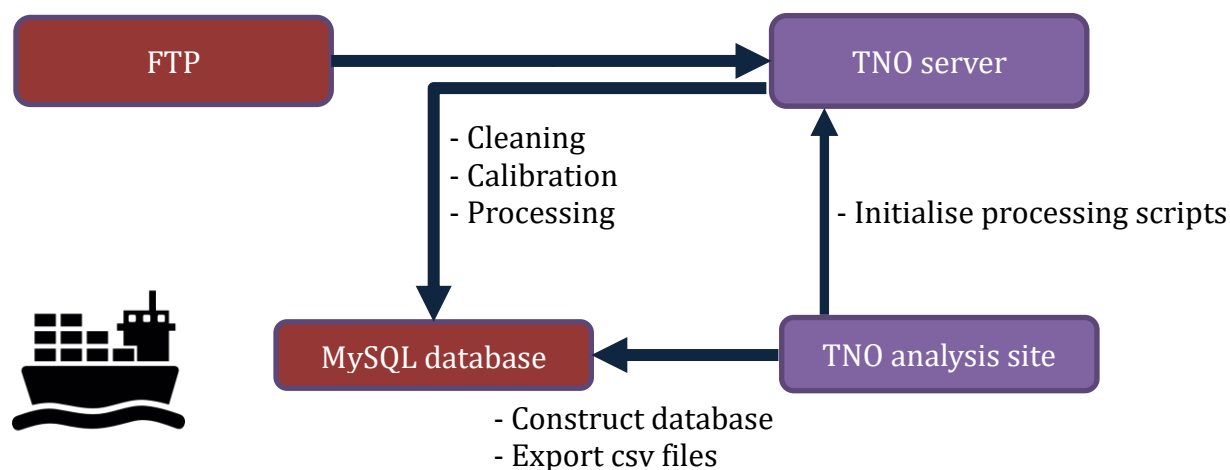 FTP
TNO server
- Cleaning
- Calibration
- Processing
- Initialise processing scripts
MySQL database
TNO analysis site
- Construct database
- Export csv files